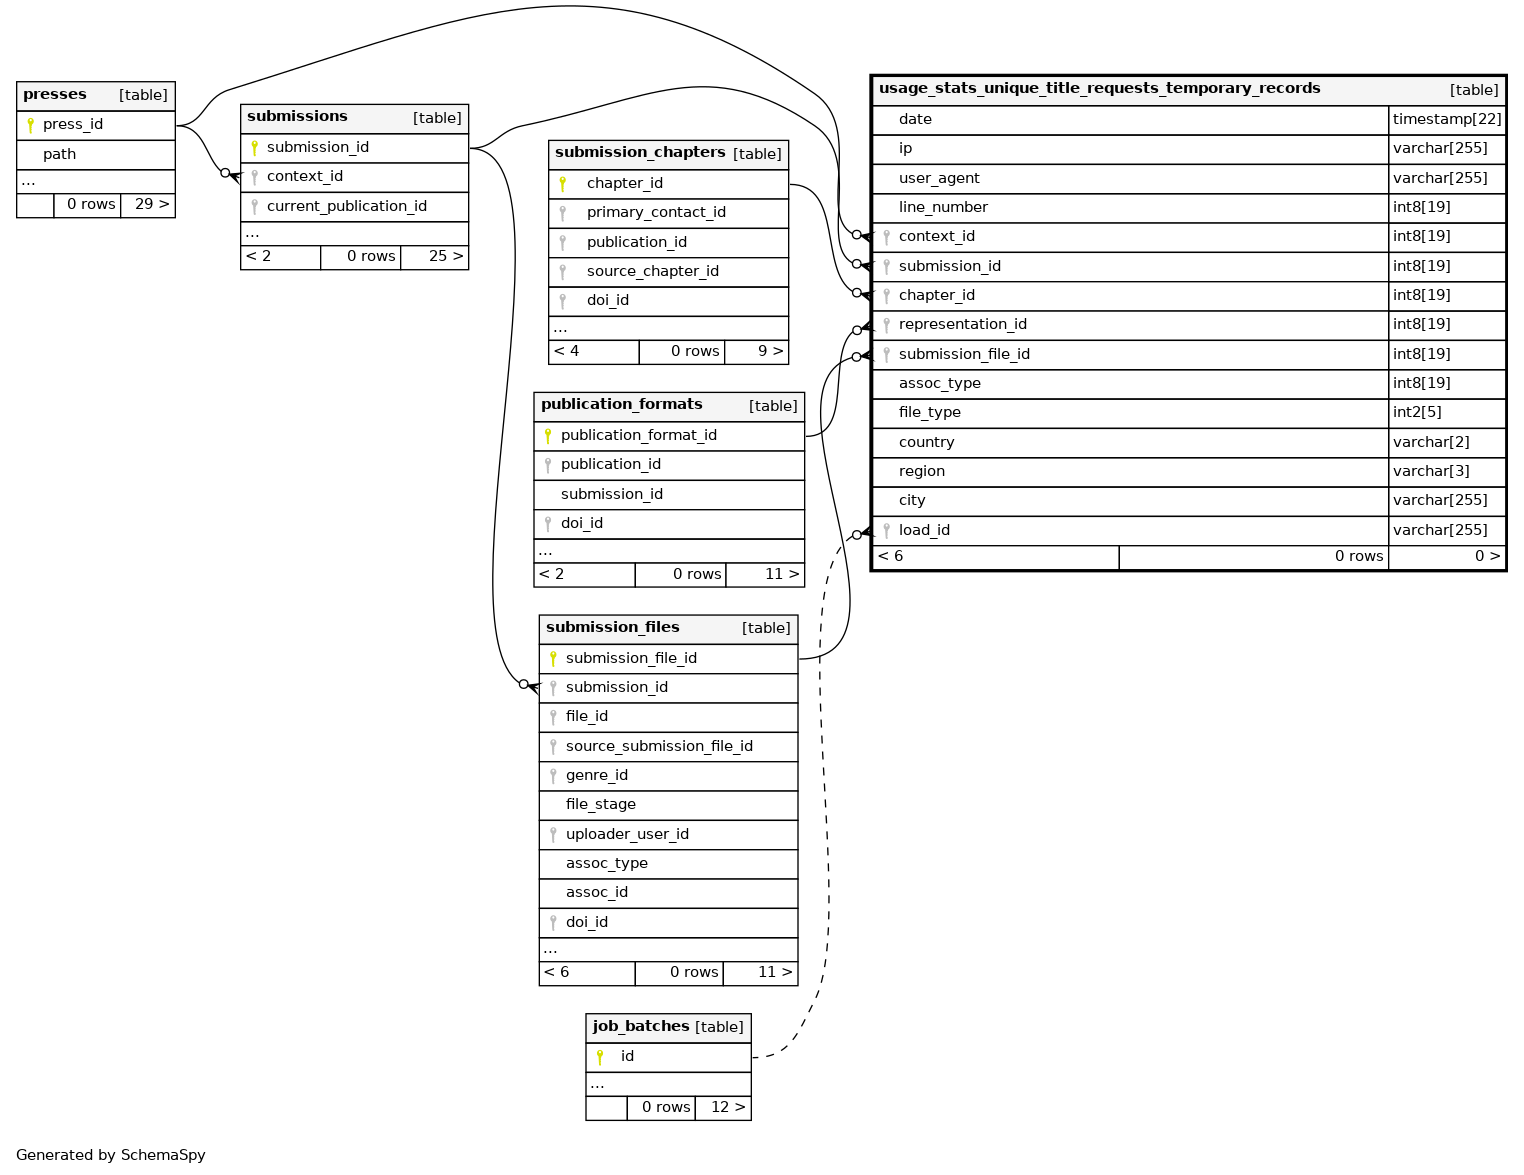 presses [table]
press_id
path
...
0 rows 29 >
submissions [table]
submission_id
context_id
current_publication_id
...
< 2 0 rows 25 >
submission_chapters [table]
chapter_id
primary_contact_id
publication_id
source_chapter_id
doi_id
...
< 4 0 rows 9 >
publication_formats [table]
publication_format_id
publication_id
submission_id
doi_id
...
< 2 0 rows 11 >
submission_files [table]
submission_file_id
submission_id
file_id
source_submission_file_id
genre_id
file_stage
uploader_user_id
assoc_type
assoc_id
doi_id
...
< 6 0 rows 11 >
job_batches [table]
id
...
0 rows 12 >
usage_stats_unique_title_requests_temporary_records [table]
date timestamp[22]
ip varchar[255]
user_agent varchar[255]
line_number int8[19]
context_id int8[19]
submission_id int8[19]
chapter_id int8[19]
representation_id int8[19]
submission_file_id int8[19]
assoc_type int8[19]
file_type int2[5]
country varchar[2]
region varchar[3]
city varchar[255]
load_id varchar[255]
< 6 0 rows 0 >
Generated by SchemaSpy